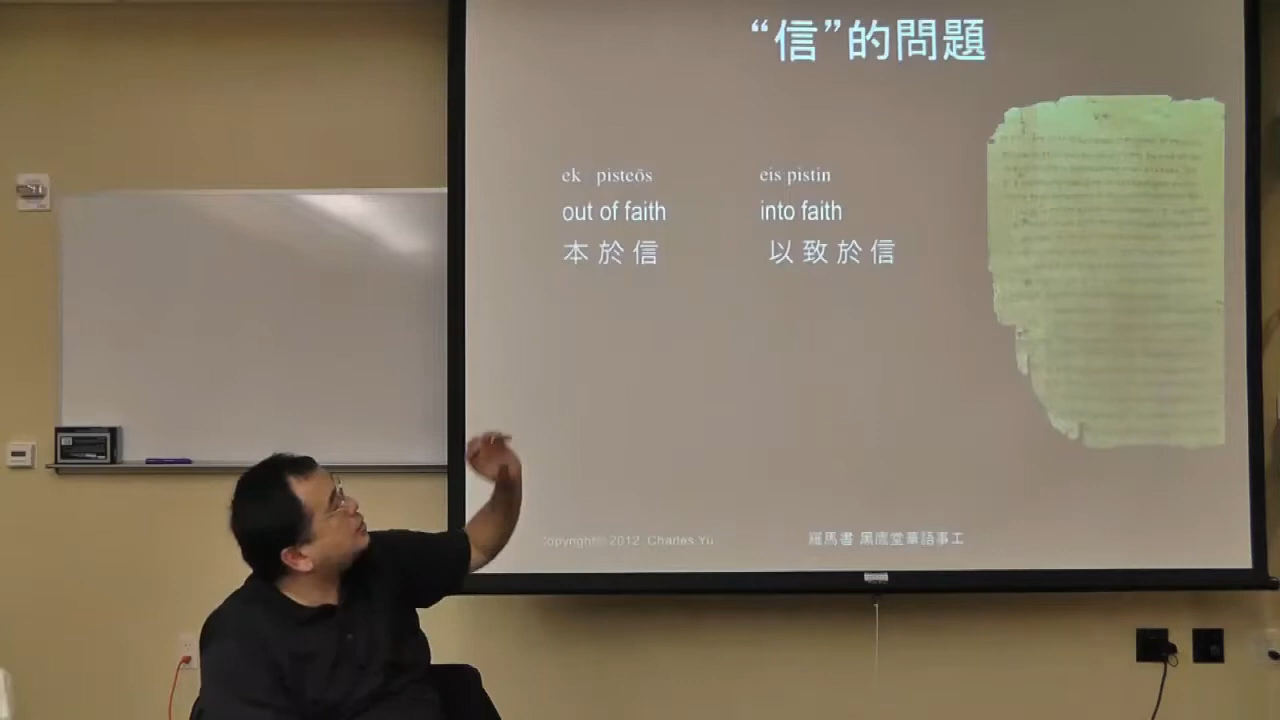 “信”的問題
ek pisteōs eis pistin
out of faith into faith
本於信 以致於信
Copyright© 2012 Charles Yu 羅馬書 風鷹堂華語事工